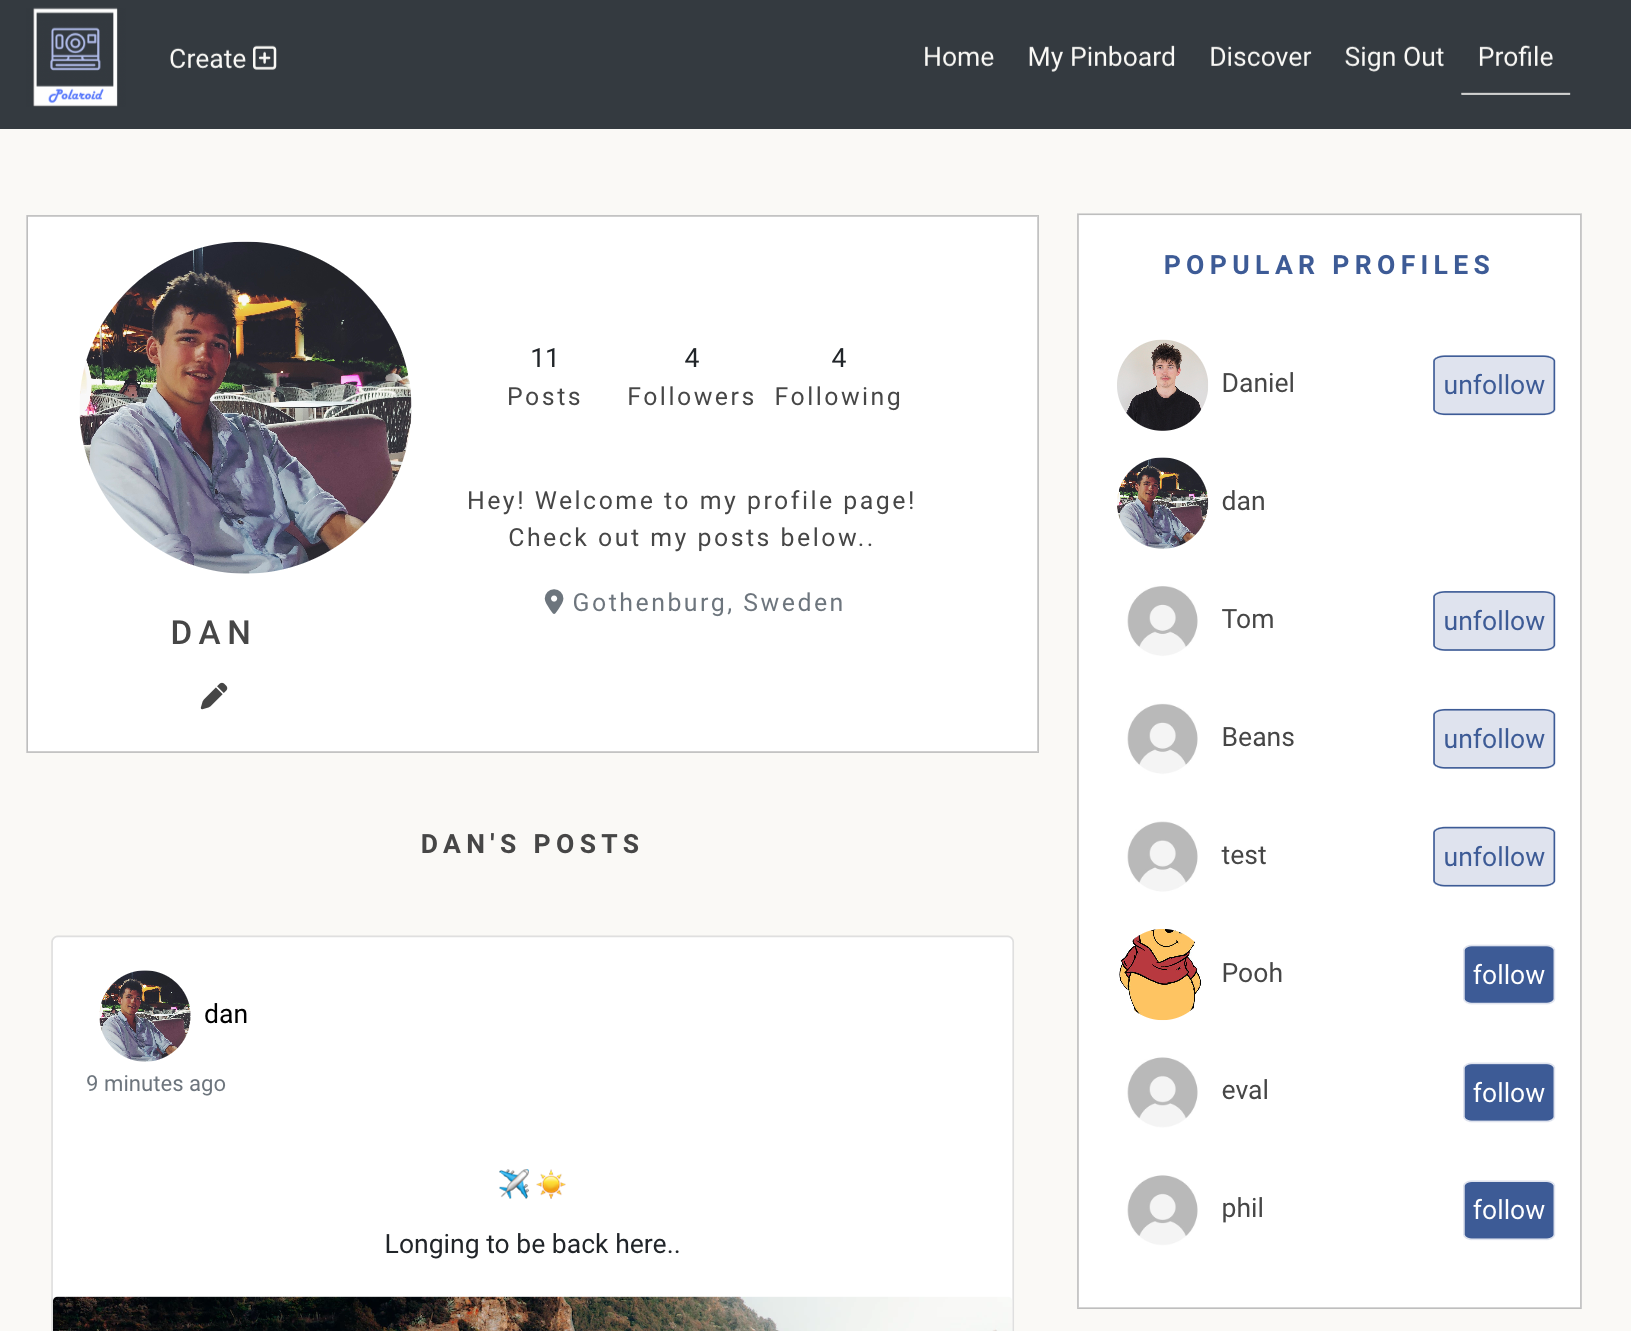 Polaroid
Create
Home My Pinboard Discover Sign Out Profile
11 4 4
Posts Followers Following
Hey! Welcome to my profile page!
Check out my posts below..
Gothenburg, Sweden
DAN
DAN'S POSTS
dan
9 minutes ago
Longing to be back here..
POPULAR PROFILES
Daniel unfollow
dan
Tom unfollow
Beans unfollow
test unfollow
Pooh follow
eval follow
phil follow